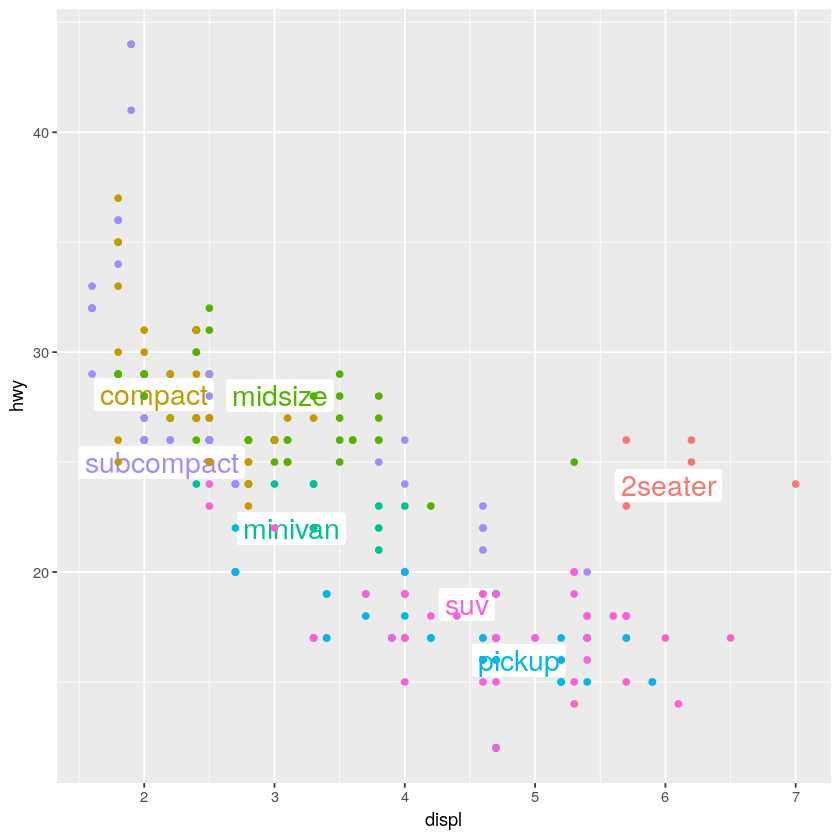 40
30
20
hwy
compact
midsize
subcompact
2seater
minivan
suv
pickup
2 3 4 5 6 7
displ